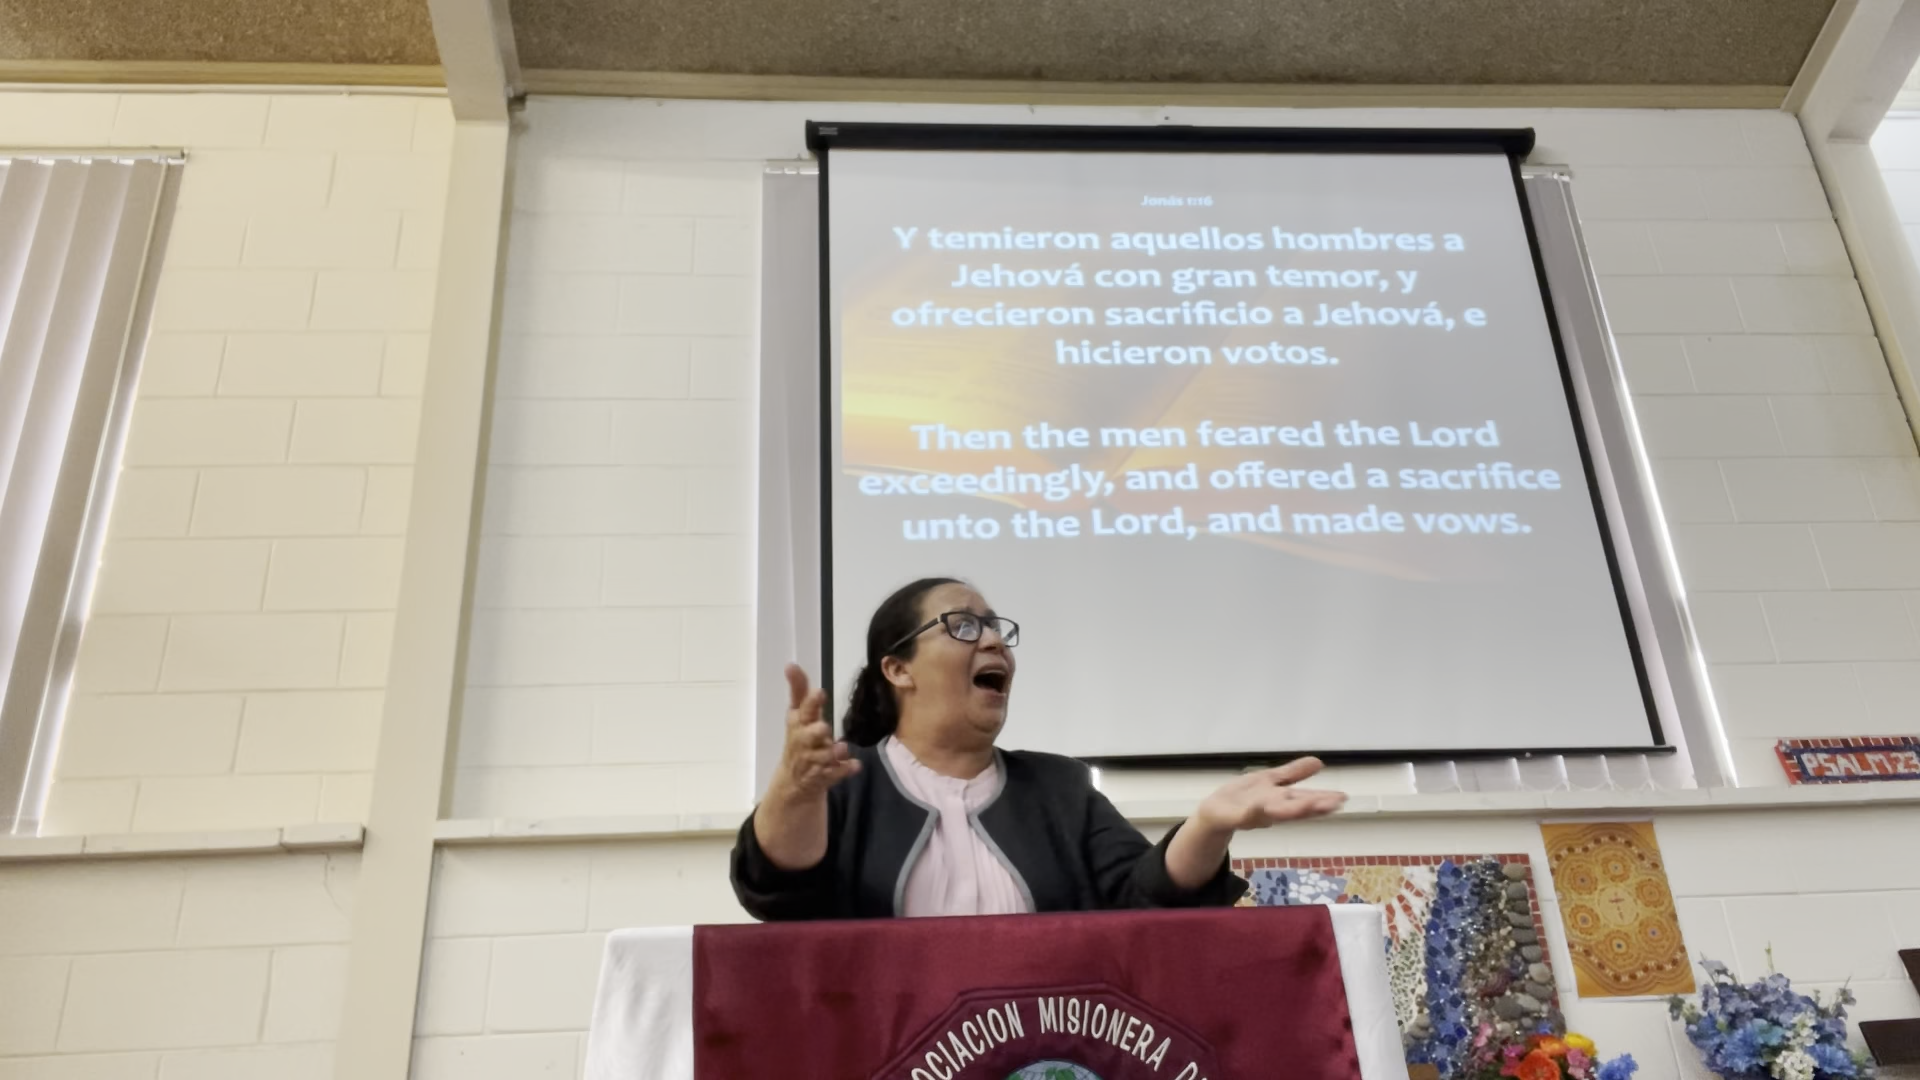 Jonás 1:16
Y temieron aquellos hombres a
Jehová con gran temor, y
ofrecieron sacrificio a Jehová, e
hicieron votos.
Then the men feared the Lord
exceedingly, and offered a sacrifice
unto the Lord, and made vows.
PSALM 23
OCIACION MISIONERA D